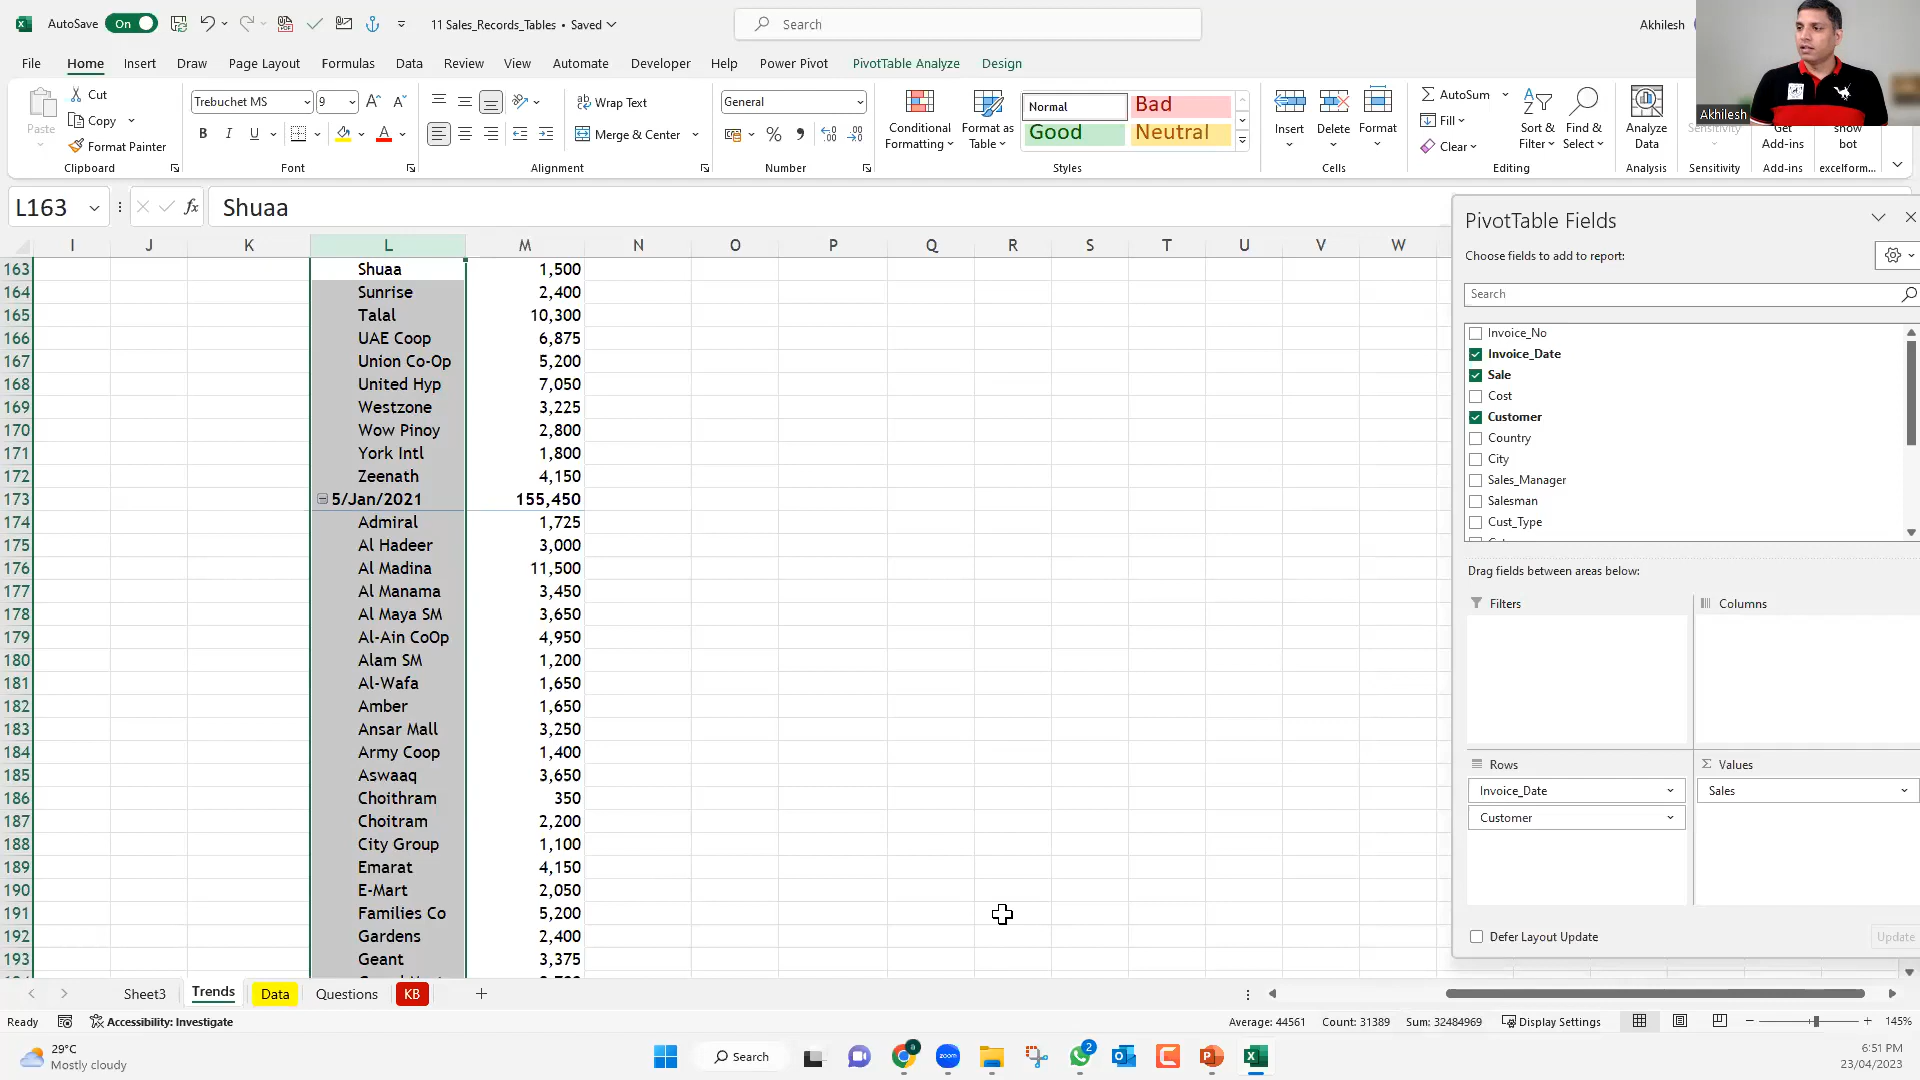 AutoSave On 11 Sales_Records_Tables • Saved Search Akhilesh
File Home Insert Draw Page Layout Formulas Data Review View Automate Developer Help Power Pivot PivotTable Analyze Design
Paste Cut Copy Format Painter Clipboard
Trebuchet MS 9 B I U Font
Wrap Text Merge & Center Alignment
General % Number
Conditional Formatting Format as Table Normal Bad Good Neutral Styles
Insert Delete Format Cells
AutoSum Fill Clear Sort & Filter Find & Select Editing
Analyze Data Analysis
Sensitivity Sensitivity
Get Add-ins Add-ins
show bot excelform...
Akhilesh
L163 fx Shuaa
I J K L M N O P Q R S T U V W
163 Shuaa 1,500
164 Sunrise 2,400
165 Talal 10,300
166 UAE Coop 6,875
167 Union Co-Op 5,200
168 United Hyp 7,050
169 Westzone 3,225
170 Wow Pinoy 2,800
171 York Intl 1,800
172 Zeenath 4,150
173 5/Jan/2021 155,450
174 Admiral 1,725
175 Al Hadeer 3,000
176 Al Madina 11,500
177 Al Manama 3,450
178 Al Maya SM 3,650
179 Al-Ain CoOp 4,950
180 Alam SM 1,200
181 Al-Wafa 1,650
182 Amber 1,650
183 Ansar Mall 3,250
184 Army Coop 1,400
185 Aswaaq 3,650
186 Choithram 350
187 Choitram 2,200
188 City Group 1,100
189 Emarat 4,150
190 E-Mart 2,050
191 Families Co 5,200
192 Gardens 2,400
193 Geant 3,375
PivotTable Fields
Choose fields to add to report:
Search
Invoice_No
Invoice_Date
Sale
Cost
Customer
Country
City
Sales_Manager
Salesman
Cust_Type
Drag fields between areas below:
Filters Columns
Rows Σ Values
Invoice_Date Sales
Customer
Defer Layout Update Update
Sheet3 Trends Data Questions KB
Ready Accessibility: Investigate Average: 44561 Count: 31389 Sum: 32484969 Display Settings 145%
29°C
Mostly cloudy
Search
a
zoom
2
6:51 PM
23/04/2023